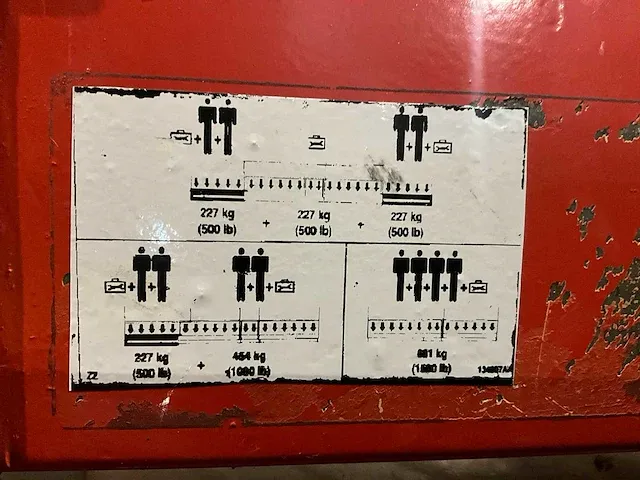 + +
+ +
227 kg
(500 lb)
+
227 kg
(500 lb)
+
227 kg
(500 lb)
+ +
+ +
227 kg
(500 lb)
+
454 kg
(1000 lb)
+ + + +
681 kg
(1500 lb)